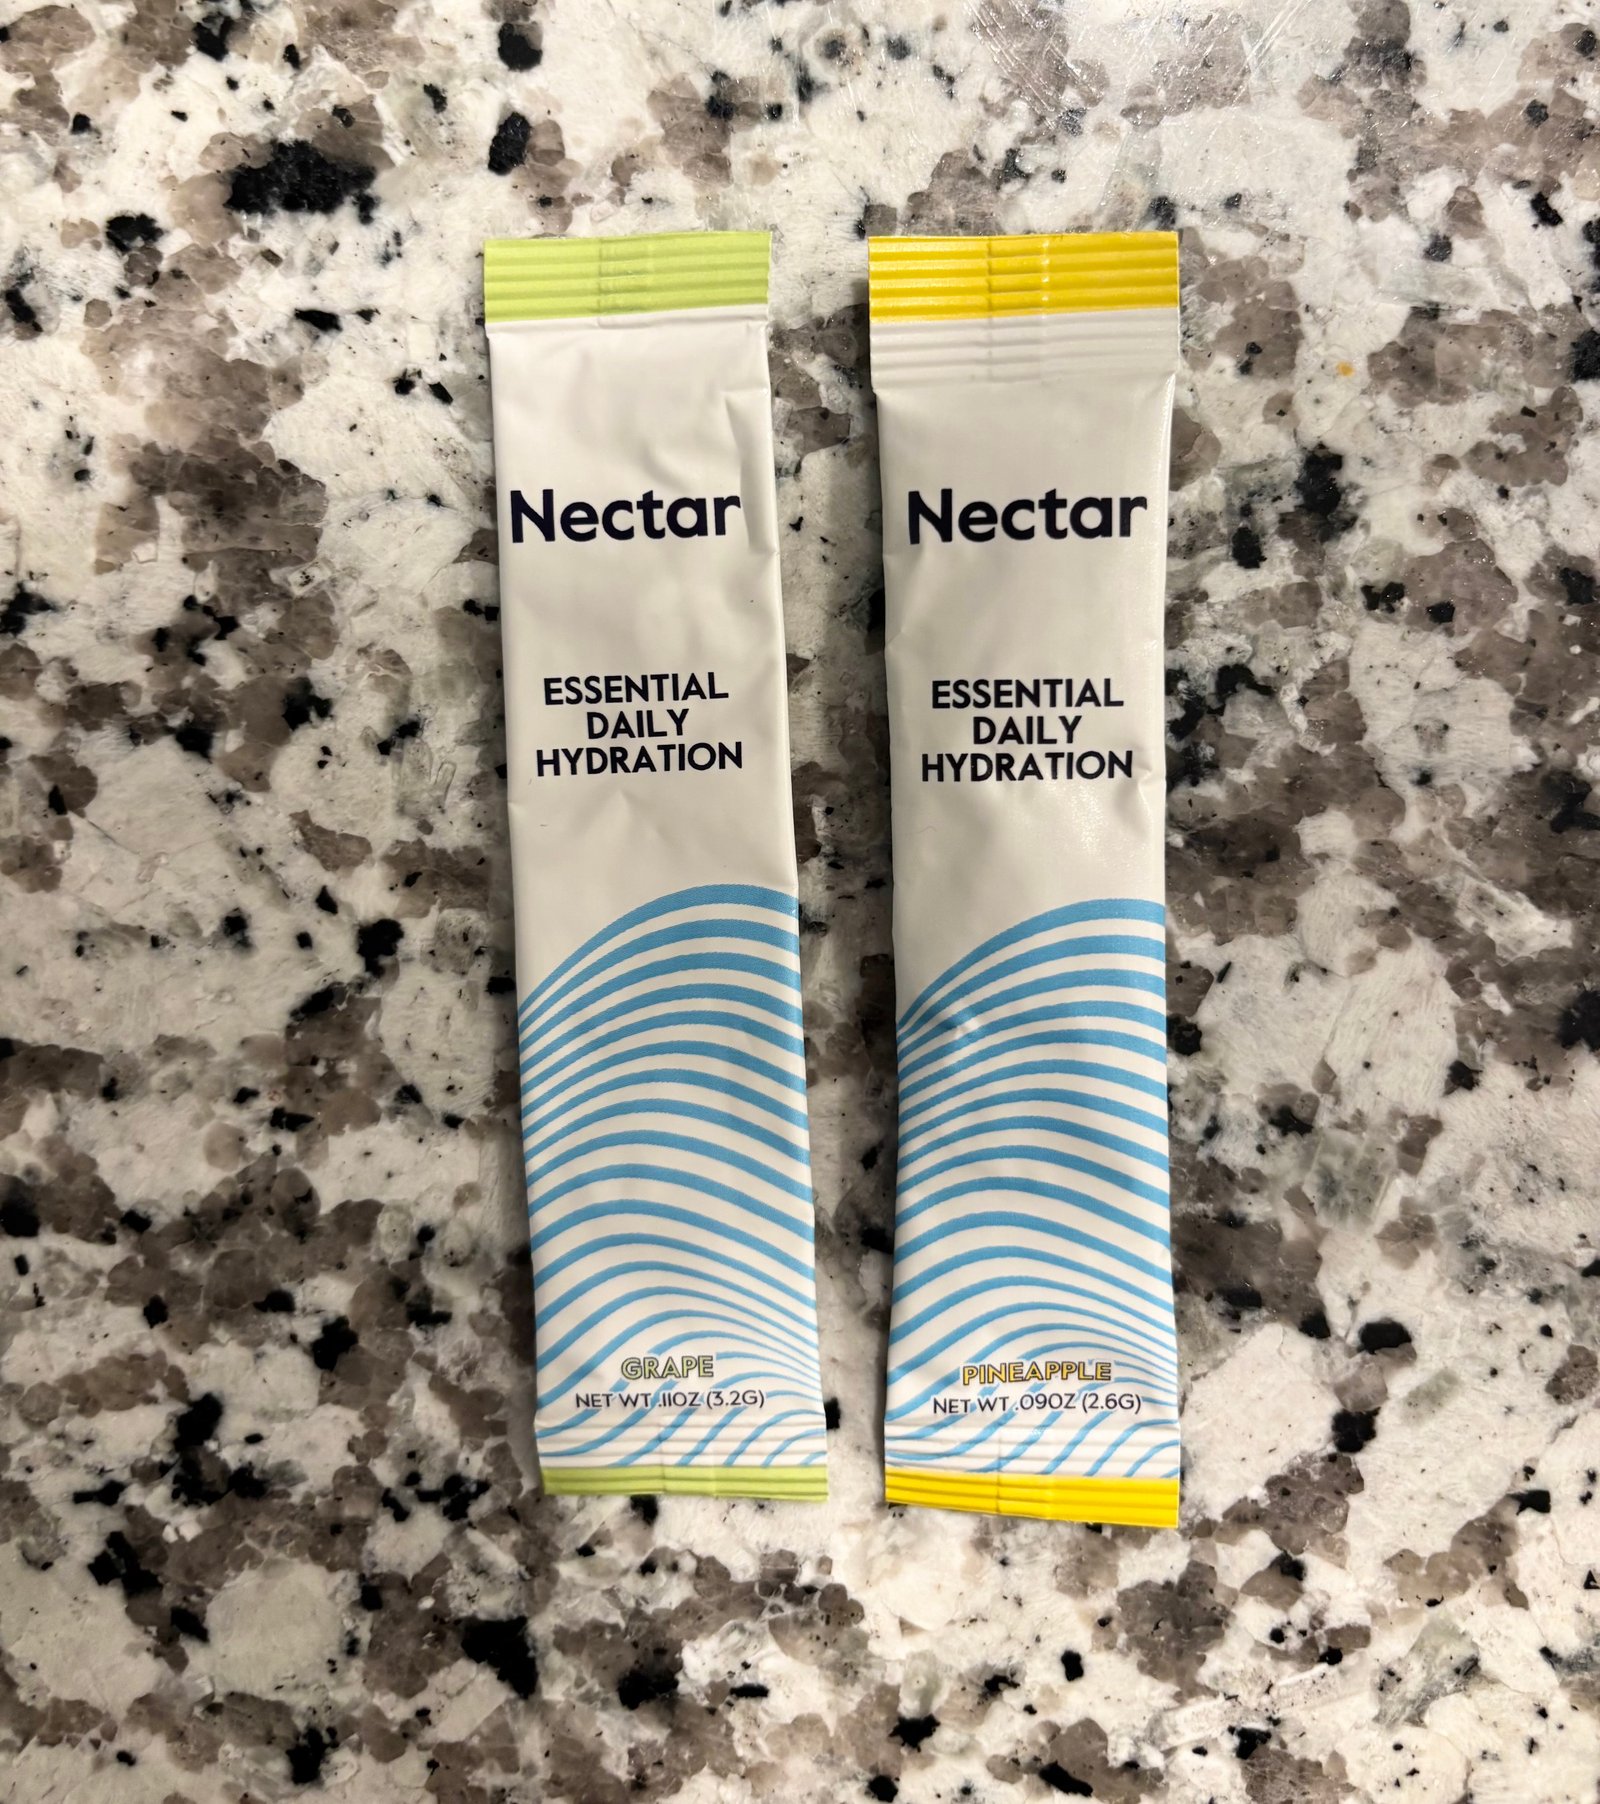 Nectar
ESSENTIAL
DAILY
HYDRATION
GRAPE
NET WT .11OZ (3.2G)
Nectar
ESSENTIAL
DAILY
HYDRATION
PINEAPPLE
NET WT .09OZ (2.6G)